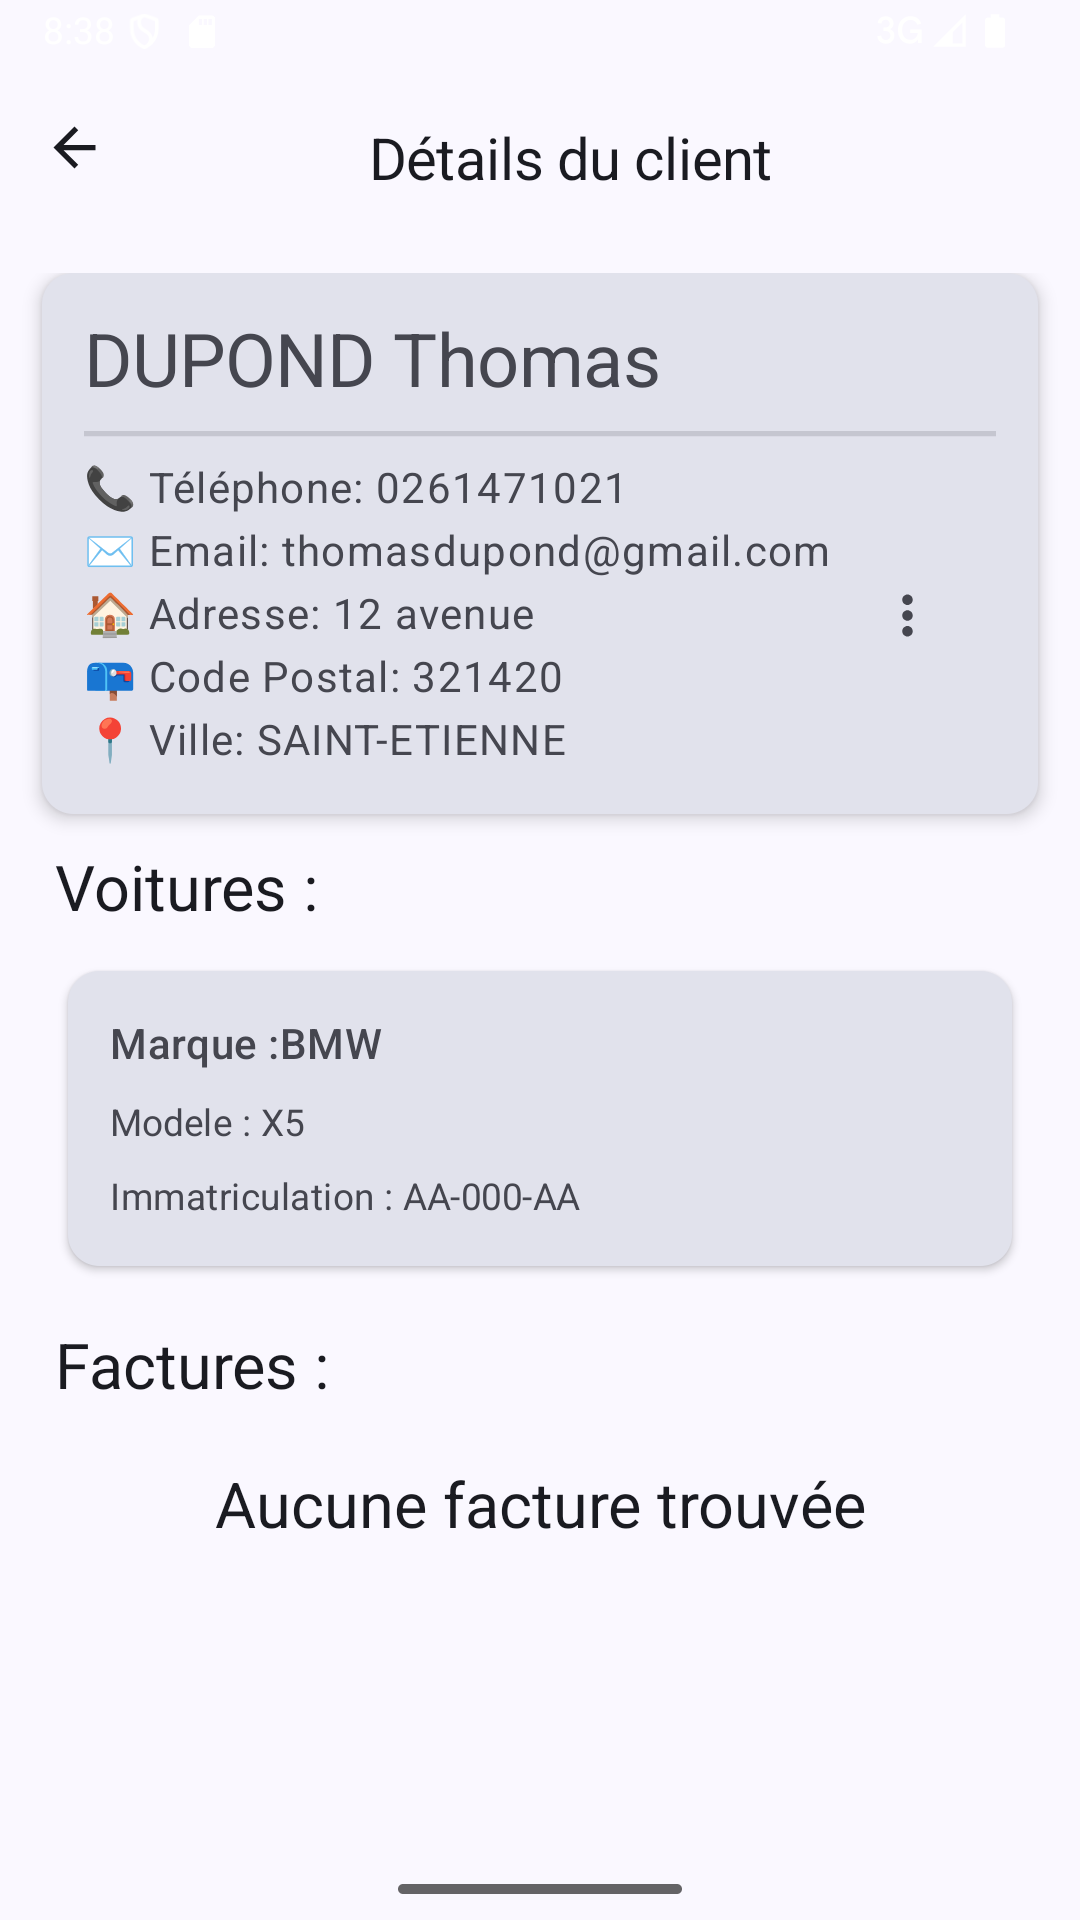 8:38 3G
Détails du client
DUPOND Thomas
📞 Téléphone: 0261471021
✉️ Email: thomasdupond@gmail.com
🏠 Adresse: 12 avenue
📪 Code Postal: 321420
📍 Ville: SAINT-ETIENNE
Voitures :
Marque :BMW
Modele : X5
Immatriculation : AA-000-AA
Factures :
Aucune facture trouvée